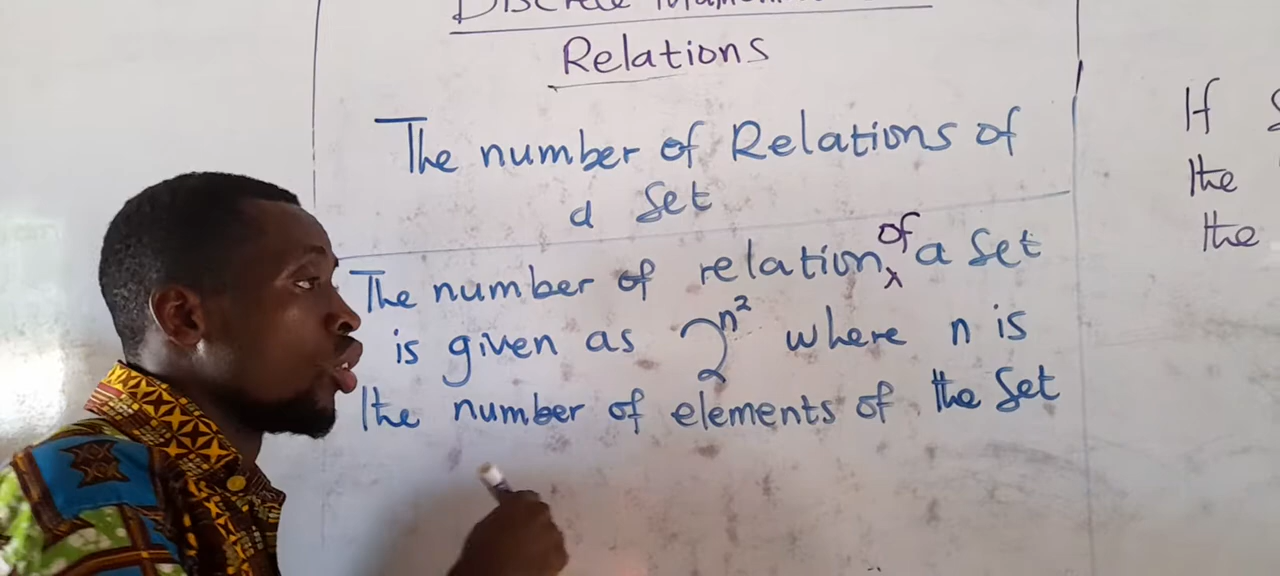 Discrete
Relations
The number of Relations of
a Set
The number of relation of a Set
is given as 2^n² where n is
the number of elements of the Set
If
the
the